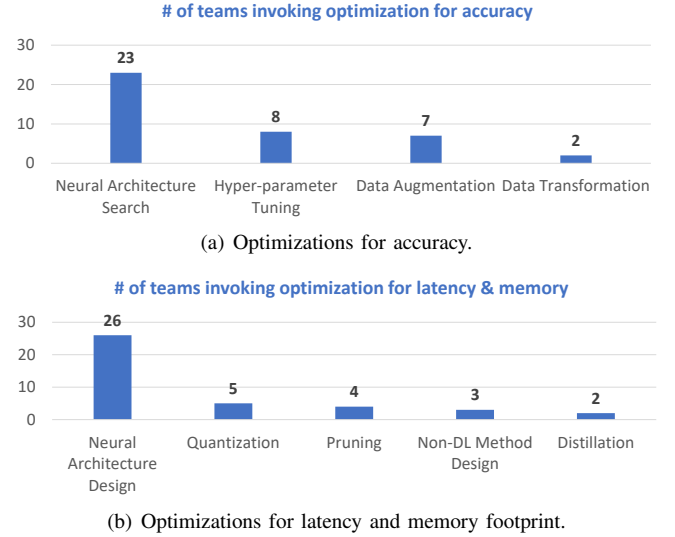 # of teams invoking optimization for accuracy
30
23
20
10
8
7
2
0
Neural Architecture Search
Hyper-parameter Tuning
Data Augmentation
Data Transformation
(a) Optimizations for accuracy.
# of teams invoking optimization for latency & memory
30
26
20
10
5
4
3
2
0
Neural Architecture Design
Quantization
Pruning
Non-DL Method Design
Distillation
(b) Optimizations for latency and memory footprint.